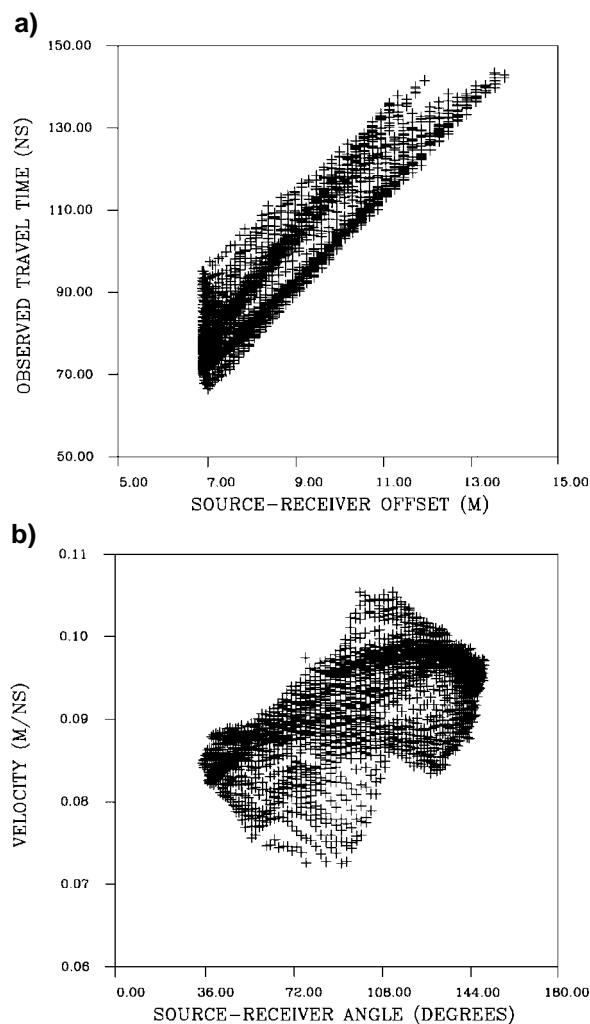 a)
150.00
130.00
110.00
90.00
70.00
50.00
OBSERVED TRAVEL TIME (NS)
5.00 7.00 9.00 11.00 13.00 15.00
SOURCE-RECEIVER OFFSET (M)
b)
0.11
0.10
0.09
0.08
0.07
0.06
VELOCITY (M/NS)
0.00 36.00 72.00 108.00 144.00 180.00
SOURCE-RECEIVER ANGLE (DEGREES)